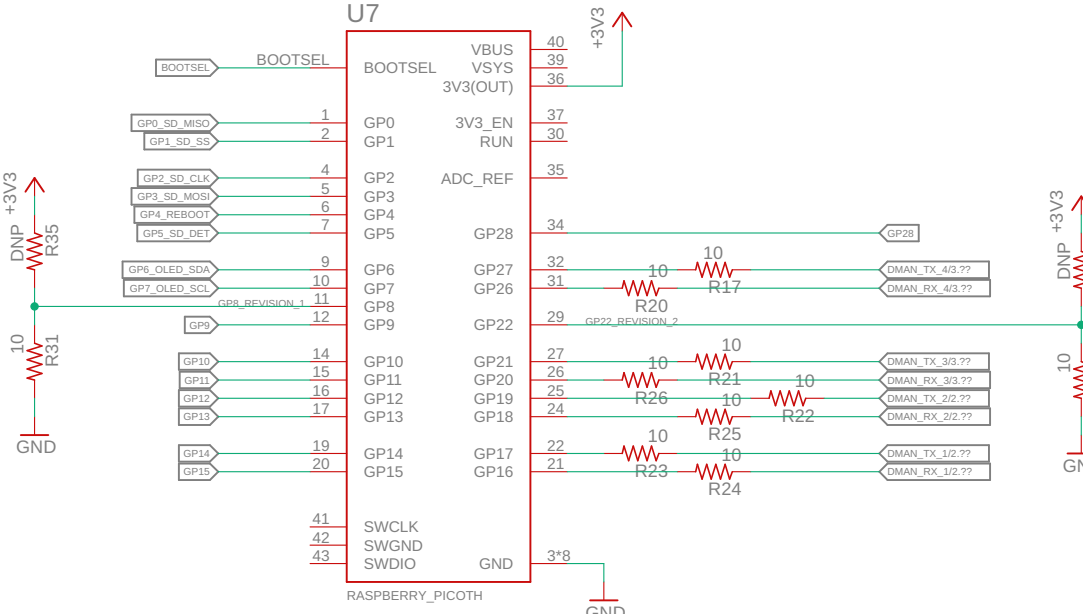 U7
+3V3
BOOTSEL
BOOTSEL
BOOTSEL
VBUS 40
VSYS 39
3V3(OUT) 36
GP0_SD_MISO 1 GP0
3V3_EN 37
GP1_SD_SS 2 GP1
RUN 30
GP2_SD_CLK 4 GP2
ADC_REF 35
GP3_SD_MOSI 5 GP3
GP4_REBOOT 6 GP4
GP5_SD_DET 7 GP5
GP28 34 GP28
GP6_OLED_SDA 9 GP6
GP27 32 10 R17 DMAN_TX_4/3.??
GP7_OLED_SCL 10 GP7
GP26 31 10 R20 DMAN_RX_4/3.??
GP8_REVISION_1 11 GP8
GP9 12 GP9
GP22 29 GP22_REVISION_2
GP10 14 GP10
GP21 27 10 R21 DMAN_TX_3/3.??
GP11 15 GP11
GP20 26 10 R26 DMAN_RX_3/3.??
GP12 16 GP12
GP19 25 10 R22 DMAN_TX_2/2.??
GP13 17 GP13
GP18 24 10 R25 DMAN_RX_2/2.??
GP14 19 GP14
GP17 22 10 R23 DMAN_TX_1/2.??
GP15 20 GP15
GP16 21 10 R24 DMAN_RX_1/2.??
41 SWCLK
42 SWGND
43 SWDIO
GND 3*8
GND
RASPBERRY_PICOTH
+3V3
DNP
R35
10
R31
GND
+3V3
DNP
10